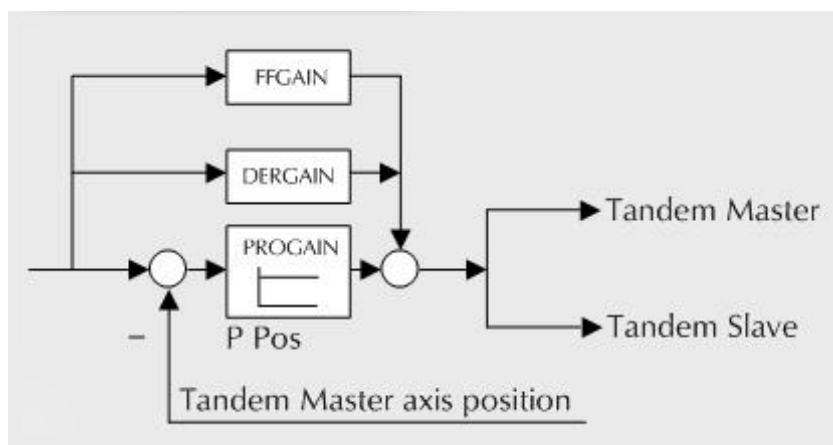 FFGAIN
DERGAIN
PROGAIN
P Pos
–
Tandem Master
Tandem Slave
Tandem Master axis position